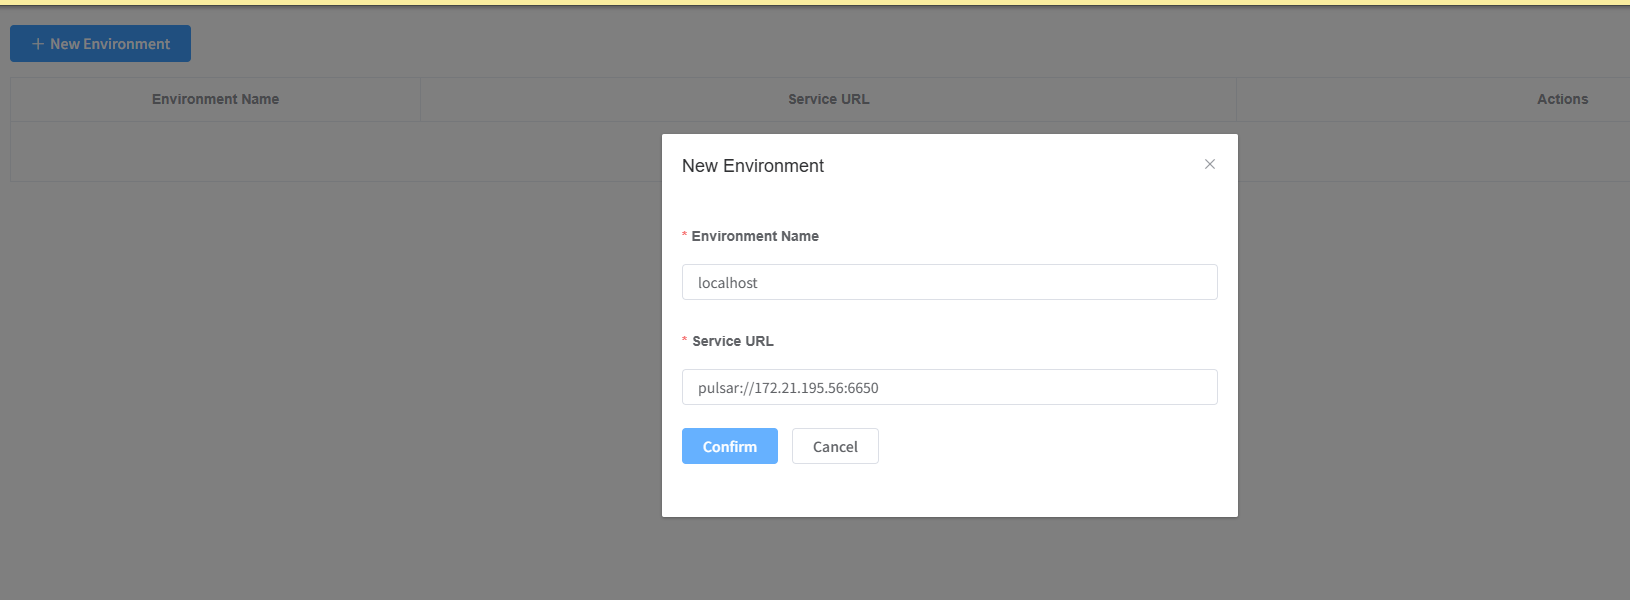 + New Environment
Environment Name
Service URL
Actions
New Environment
* Environment Name
localhost
* Service URL
pulsar://172.21.195.56:6650
Confirm
Cancel